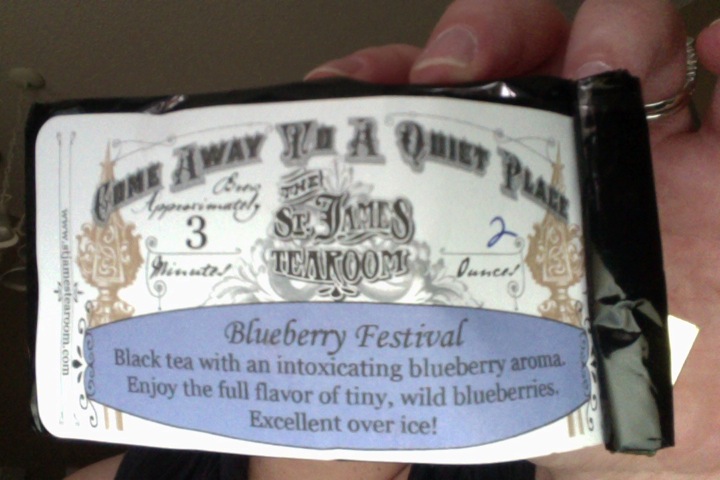 COME AWAY TO A QUIET PLACE
Brew
Approximately
3
Minutes
THE
ST. JAMES
TEAROOM
2
Ounces
www.stjamestearoom.com
Blueberry Festival
Black tea with an intoxicating blueberry aroma.
Enjoy the full flavor of tiny, wild blueberries.
Excellent over ice!